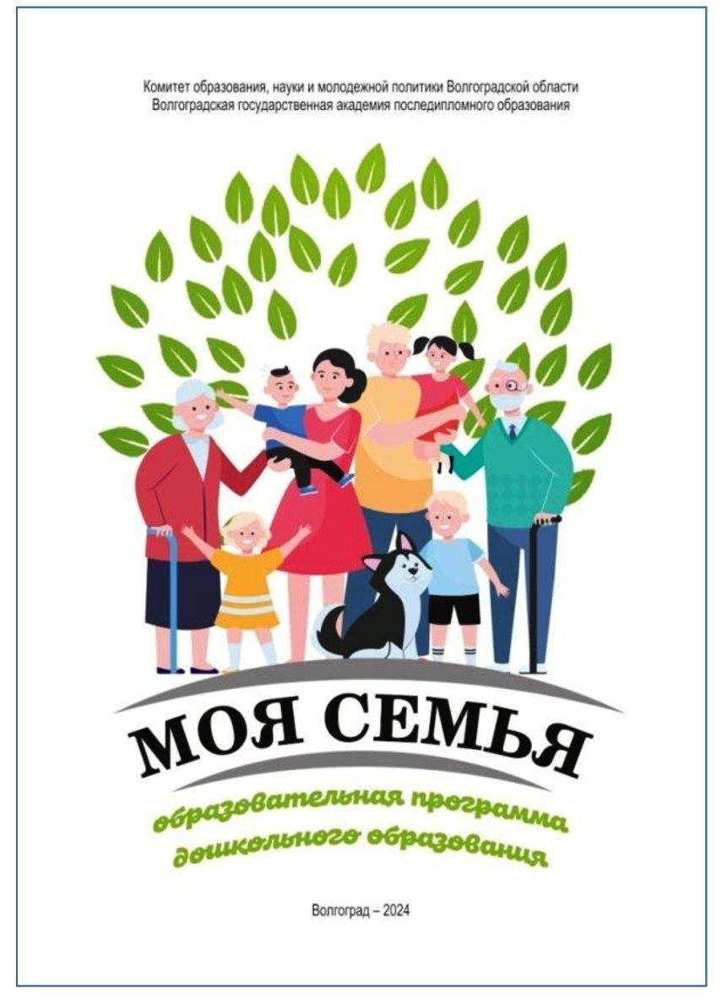 Комитет образования, науки и молодежной политики Волгоградской области
Волгоградская государственная академия последипломного образования
МОЯ СЕМЬЯ
образовательная программа
дошкольного образования
Волгоград – 2024